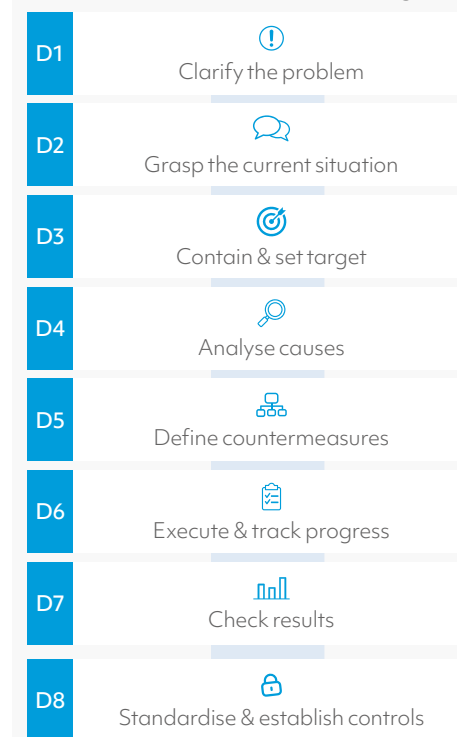 D1
Clarify the problem
D2
Grasp the current situation
D3
Contain & set target
D4
Analyse causes
D5
Define countermeasures
D6
Execute & track progress
D7
Check results
D8
Standardise & establish controls